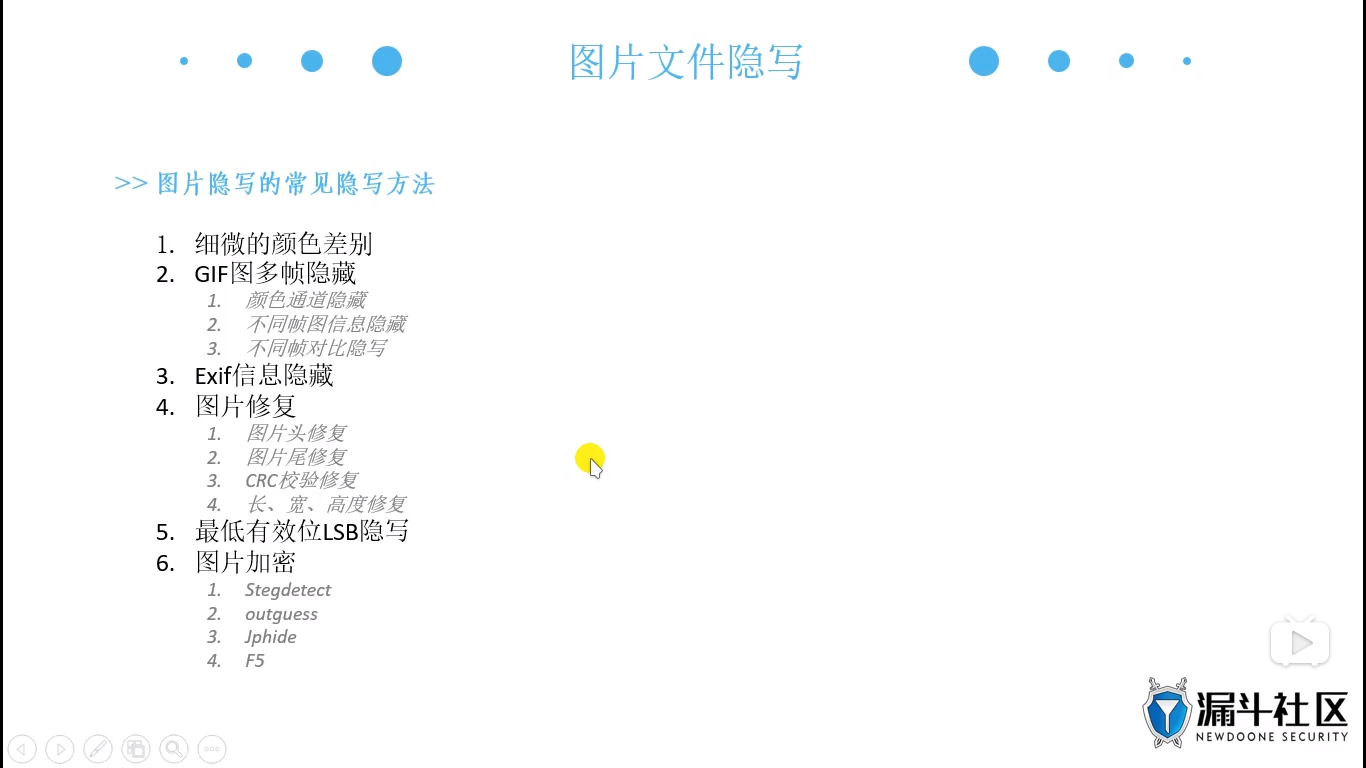 图片文件隐写
>> 图片隐写的常见隐写方法
1. 细微的颜色差别
2. GIF图多帧隐藏
1. 颜色通道隐藏
2. 不同帧图信息隐藏
3. 不同帧对比隐写
3. Exif信息隐藏
4. 图片修复
1. 图片头修复
2. 图片尾修复
3. CRC校验修复
4. 长、宽、高度修复
5. 最低有效位LSB隐写
6. 图片加密
1. Stegdetect
2. outguess
3. Jphide
4. F5
漏斗社区
NEWDOONE SECURITY